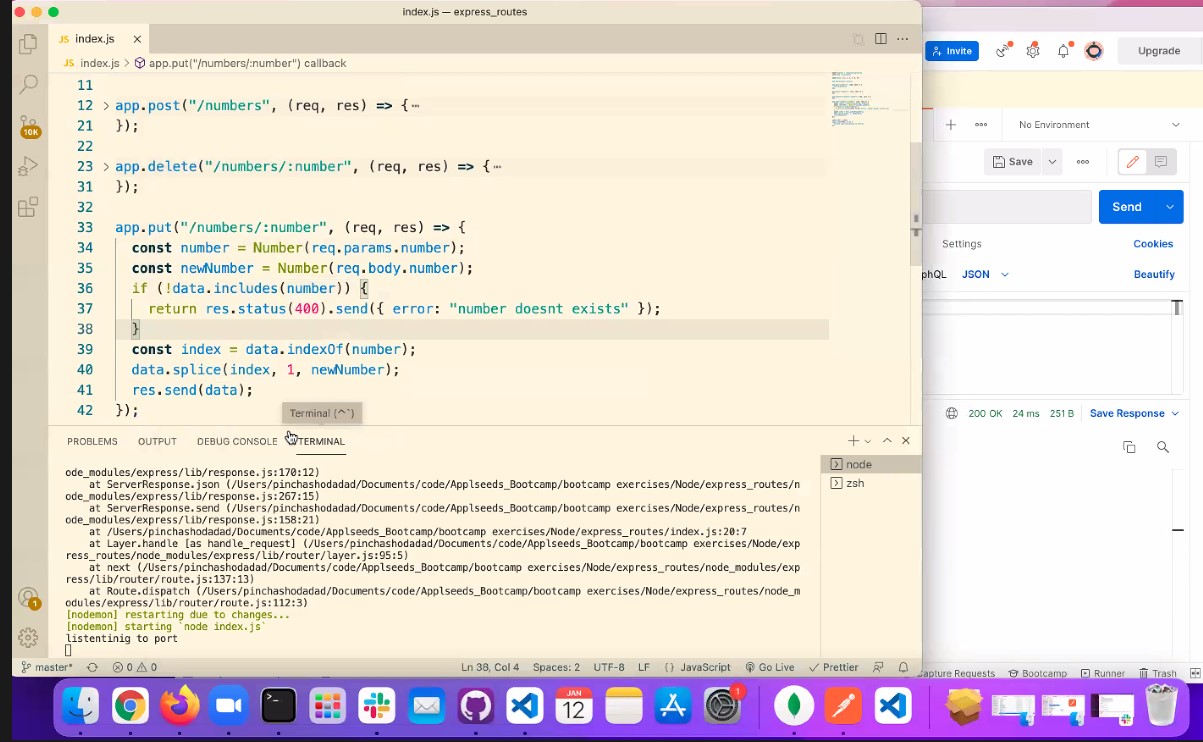 index.js — express_routes
JS index.js ×
JS index.js > app.put("/numbers/:number") callback
11
12 > app.post("/numbers", (req, res) => {⋯
21 });
22
23 > app.delete("/numbers/:number", (req, res) => {⋯
31 });
32
33 app.put("/numbers/:number", (req, res) => {
34 const number = Number(req.params.number);
35 const newNumber = Number(req.body.number);
36 if (!data.includes(number)) {
37 return res.status(400).send({ error: "number doesnt exists" });
38 }
39 const index = data.indexOf(number);
40 data.splice(index, 1, newNumber);
41 res.send(data);
42 });
Terminal (^`)
PROBLEMS OUTPUT DEBUG CONSOLE TERMINAL
ode_modules/express/lib/response.js:170:12)
at ServerResponse.json (/Users/pinchashodadad/Documents/code/Applseeds_Bootcamp/bootcamp exercises/Node/express_routes/n
ode_modules/express/lib/response.js:267:15)
at ServerResponse.send (/Users/pinchashodadad/Documents/code/Applseeds_Bootcamp/bootcamp exercises/Node/express_routes/n
ode_modules/express/lib/response.js:158:21)
at /Users/pinchashodadad/Documents/code/Applseeds_Bootcamp/bootcamp exercises/Node/express_routes/index.js:20:7
at Layer.handle [as handle_request] (/Users/pinchashodadad/Documents/code/Applseeds_Bootcamp/bootcamp exercises/Node/exp
ress_routes/node_modules/express/lib/router/layer.js:95:5)
at next (/Users/pinchashodadad/Documents/code/Applseeds_Bootcamp/bootcamp exercises/Node/express_routes/node_modules/exp
ress/lib/router/route.js:137:13)
at Route.dispatch (/Users/pinchashodadad/Documents/code/Applseeds_Bootcamp/bootcamp exercises/Node/express_routes/node_m
odules/express/lib/router/route.js:112:3)
[nodemon] restarting due to changes...
[nodemon] starting `node index.js`
listentinig to port
node
zsh
10K
1
master* 0 0 Ln 38, Col 4 Spaces: 2 UTF-8 LF {} JavaScript Go Live Prettier
Invite
Upgrade
No Environment
Save
Send
Settings Cookies
phQL JSON Beautify
200 OK 24 ms 251 B Save Response
apture Requests Bootcamp Runner Trash
JAN
12
1